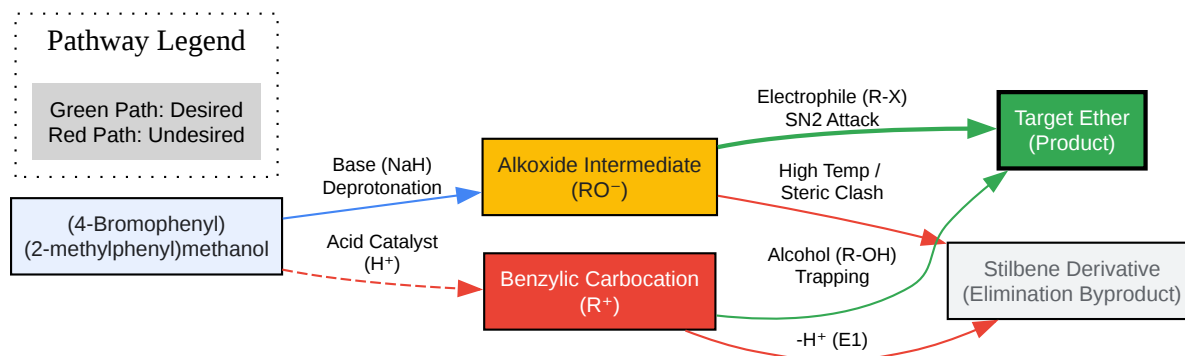 Pathway Legend
Green Path: Desired
Red Path: Undesired
(4-Bromophenyl)
(2-methylphenyl)methanol
Base (NaH)
Deprotonation
Acid Catalyst
(H⁺)
Alkoxide Intermediate
(RO⁻)
Benzylic Carbocation
(R⁺)
Electrophile (R-X)
SN2 Attack
High Temp /
Steric Clash
Alcohol (R-OH)
Trapping
-H⁺ (E1)
Target Ether
(Product)
Stilbene Derivative
(Elimination Byproduct)